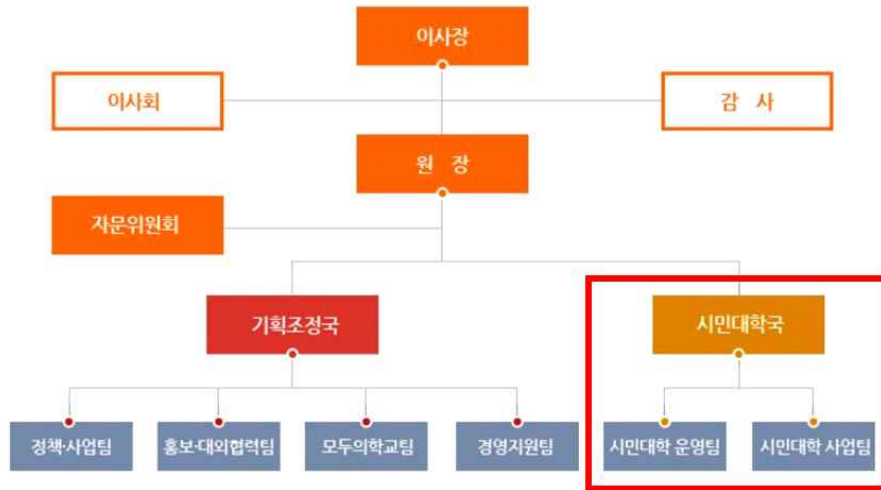 이사장
이사회
감 사
원 장
자문위원회
기획조정국
시민대학국
정책·사업팀
홍보·대외협력팀
모두의학교팀
경영지원팀
시민대학 운영팀
시민대학 사업팀